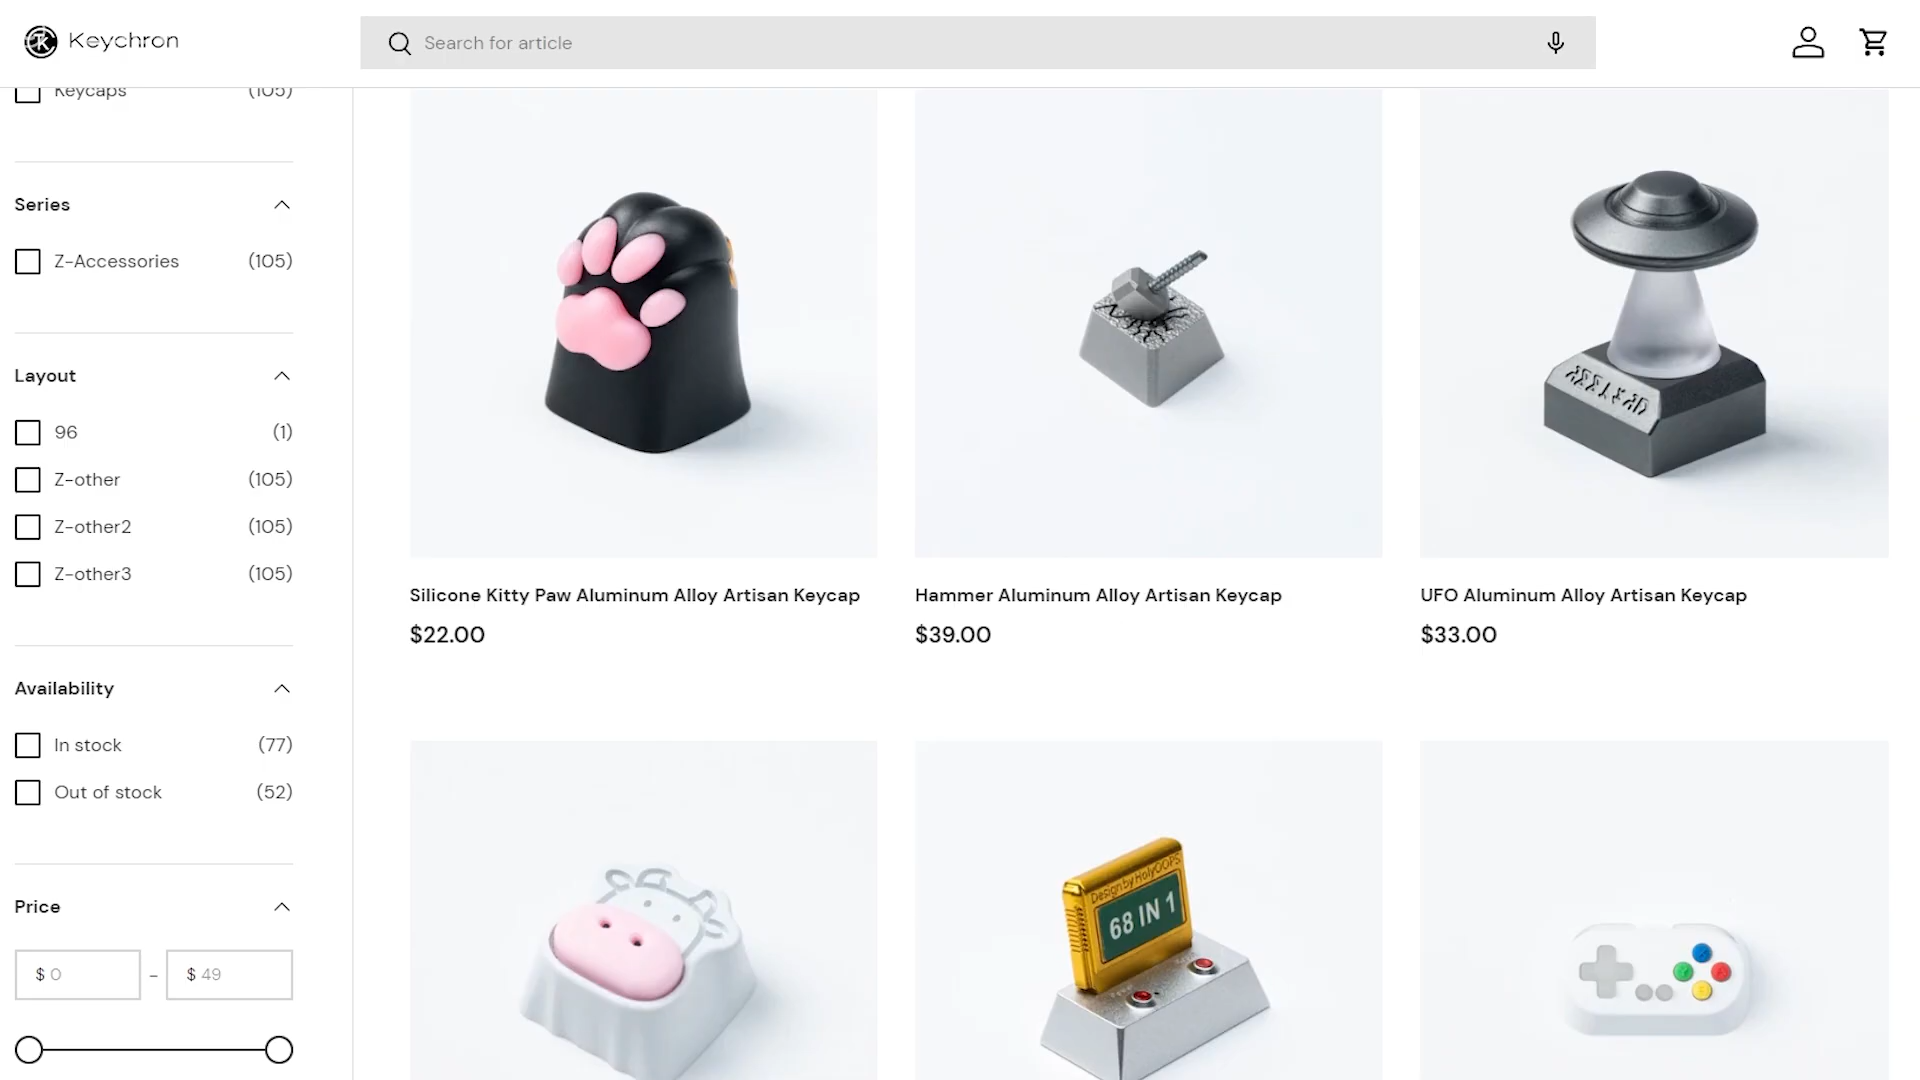 Keychron
Search for article
Keycaps (105)
Series
Z-Accessories (105)
Layout
96 (1)
Z-other (105)
Z-other2 (105)
Z-other3 (105)
Availability
In stock (77)
Out of stock (52)
Price
$ 0 – $ 49
Silicone Kitty Paw Aluminum Alloy Artisan Keycap
$22.00
Hammer Aluminum Alloy Artisan Keycap
$39.00
UFO Aluminum Alloy Artisan Keycap
$33.00
Design by HolyOOPS
68 IN 1